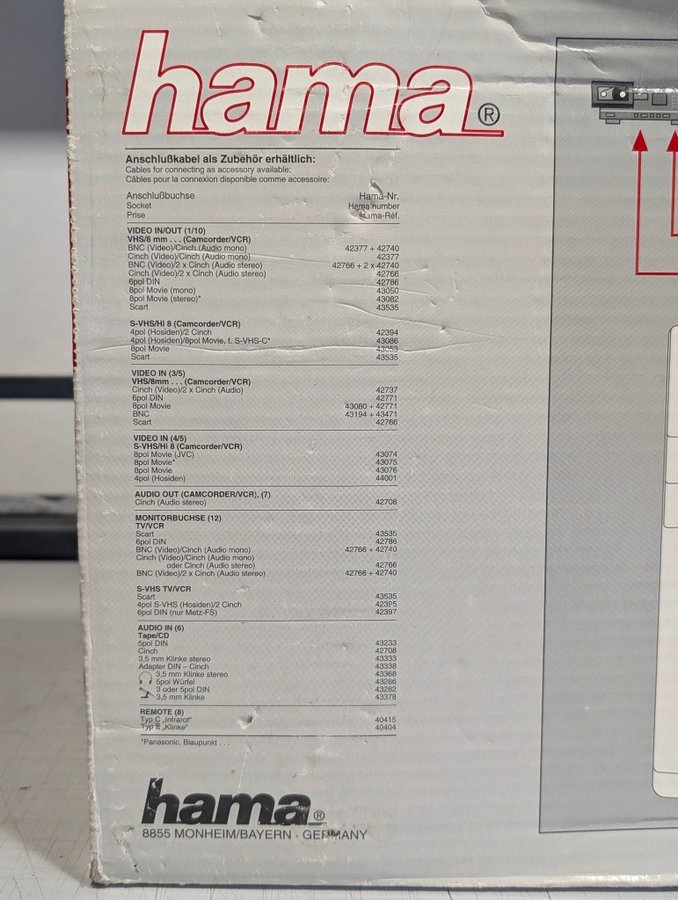 hama®
Anschlußkabel als Zubehör erhältlich:
Cables for connecting as accessory available:
Câbles pour la connexion disponible comme accessoire:
Anschlußbuchse Hama-Nr.
Socket Hama number
Prise Hama-Réf.
VIDEO IN/OUT (1/10)
VHS/8 mm . . . (Camcorder/VCR)
BNC (Video)/Cinch (Audio mono) 42377 + 42740
Cinch (Video)/Cinch (Audio mono) 42377
BNC (Video)/2 x Cinch (Audio stereo) 42766 + 2 x 42740
Cinch (Video)/2 x Cinch (Audio stereo) 42766
6pol DIN 42786
8pol Movie (mono) 43050
8pol Movie (stereo)* 43082
Scart 43535
S-VHS/Hi 8 (Camcorder/VCR)
4pol (Hosiden)/2 Cinch 42394
4pol (Hosiden)/8pol Movie, f. S-VHS-C* 43086
8pol Movie
Scart 43535
VIDEO IN (3/5)
VHS/8mm . . . (Camcorder/VCR)
Cinch (Video)/2 x Cinch (Audio) 42737
6pol DIN 42771
8pol Movie 43080 + 42771
BNC 43194 + 43471
Scart 42766
VIDEO IN (4/5)
S-VHS/Hi 8 (Camcorder/VCR)
8pol Movie (JVC) 43074
8pol Movie* 43075
8pol Movie 43076
4pol (Hosiden) 44001
AUDIO OUT (CAMCORDER/VCR), (7)
Cinch (Audio stereo) 42708
MONITORBUCHSE (12)
TV/VCR
Scart 43535
6pol DIN 42786
BNC (Video)/Cinch (Audio mono) 42766 + 42740
Cinch (Video)/Cinch (Audio mono)
oder Cinch (Audio stereo) 42766
BNC (Video)/2 x Cinch (Audio stereo) 42766 + 42740
S-VHS TV/VCR
Scart 43535
4pol S-VHS (Hosiden)/2 Cinch 42395
6pol DIN (nur Metz-FS) 42397
AUDIO IN (6)
Tape/CD
5pol DIN 43233
Cinch 42708
3,5 mm Klinke stereo 43333
Adapter DIN – Cinch 43338
3,5 mm Klinke stereo 43368
5pol Würfel 43286
3 oder 5pol DIN 43282
3,5 mm Klinke 43378
REMOTE (8)
Typ C „Infrarot“ 40415
Typ E „Klinke“ 40404
*Panasonic, Blaupunkt . . .
hama®
8855 MONHEIM/BAYERN · GERMANY